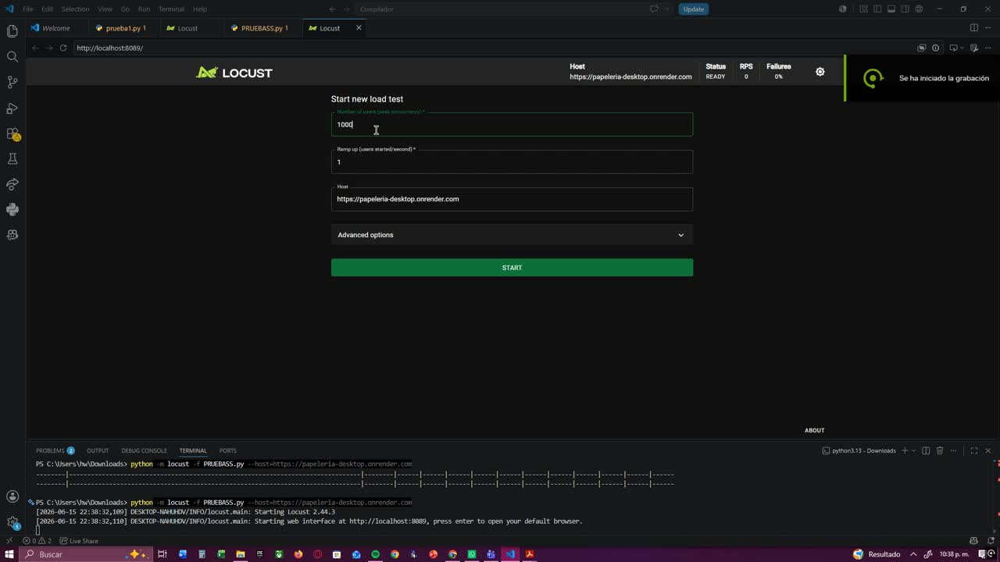 File Edit Selection View Go Run Terminal Help
Compilador
Update
Welcome
prueba1.py 1
Locust
PRUEBASS.py 1
Locust
http://localhost:8089/
LOCUST
Host
https://papeleria-desktop.onrender.com
Status
READY
RPS
0
Failures
0%
Se ha iniciado la grabación
Start new load test
Number of users (peak concurrency) *
1000
Ramp up (users started/second) *
1
Host
https://papeleria-desktop.onrender.com
Advanced options
START
ABOUT
PROBLEMS 2 OUTPUT DEBUG CONSOLE TERMINAL PORTS
python3.13 - Downloads
PS C:\Users\hw\Downloads> python -m locust -f PRUEBASS.py --host=https://papeleria-desktop.onrender.com
--------|----------------------------------------------------------------|-------|------|------|------|------|------|------|------|------|------
--------|----------------------------------------------------------------|-------|------|------|------|------|------|------|------|------|------
PS C:\Users\hw\Downloads> python -m locust -f PRUEBASS.py --host=https://papeleria-desktop.onrender.com
[2026-06-15 22:38:32,109] DESKTOP-NAHUHDV/INFO/locust.main: Starting Locust 2.44.3
[2026-06-15 22:38:32,110] DESKTOP-NAHUHDV/INFO/locust.main: Starting web interface at http://localhost:8089, press enter to open your default browser.
0 2 Live Share
1
Buscar
Resultado
10:38 p. m.